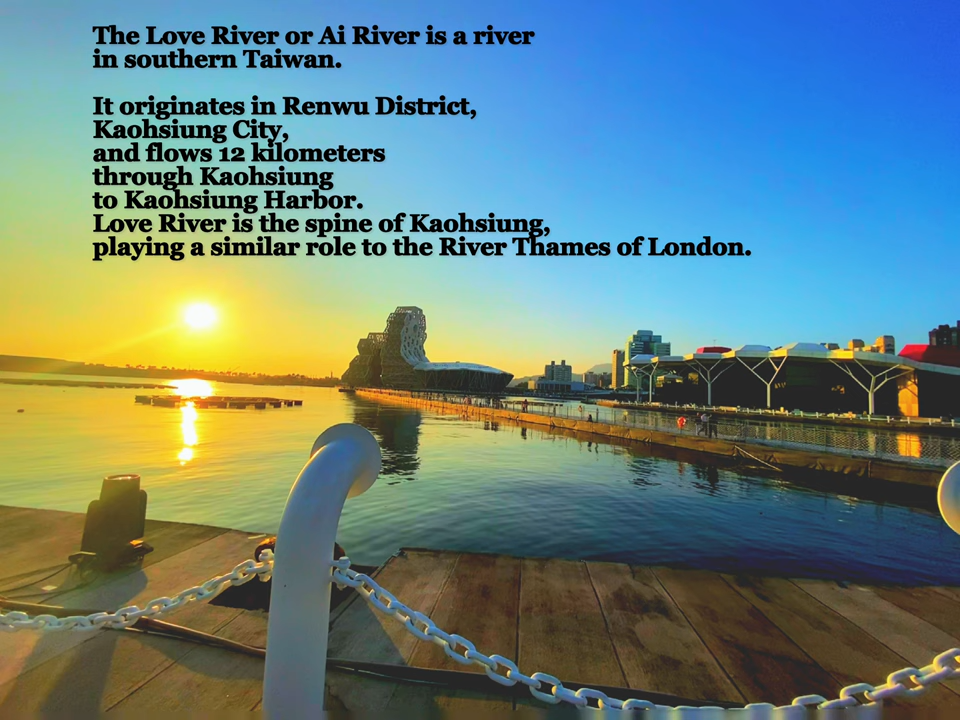 The Love River or Ai River is a river
in southern Taiwan.
It originates in Renwu District,
Kaohsiung City,
and flows 12 kilometers
through Kaohsiung
to Kaohsiung Harbor.
Love River is the spine of Kaohsiung,
playing a similar role to the River Thames of London.